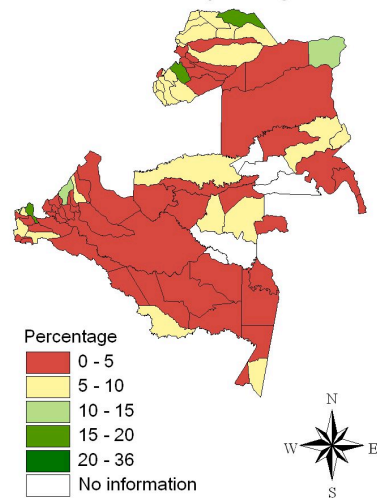 Percentage
0 - 5
5 - 10
10 - 15
15 - 20
20 - 36
No information
N
W
E
S